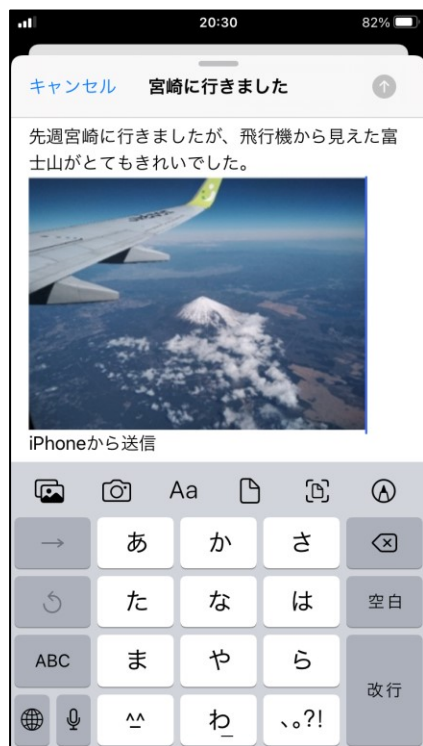 20:30
82%
キャンセル 宮崎に行きました
先週宮崎に行きましたが、飛行機から見えた富
士山がとてもきれいでした。
iPhoneから送信
Aa
→ あ か さ
た な は 空白
ABC ま や ら 改行
^^ わ_ 、。?!